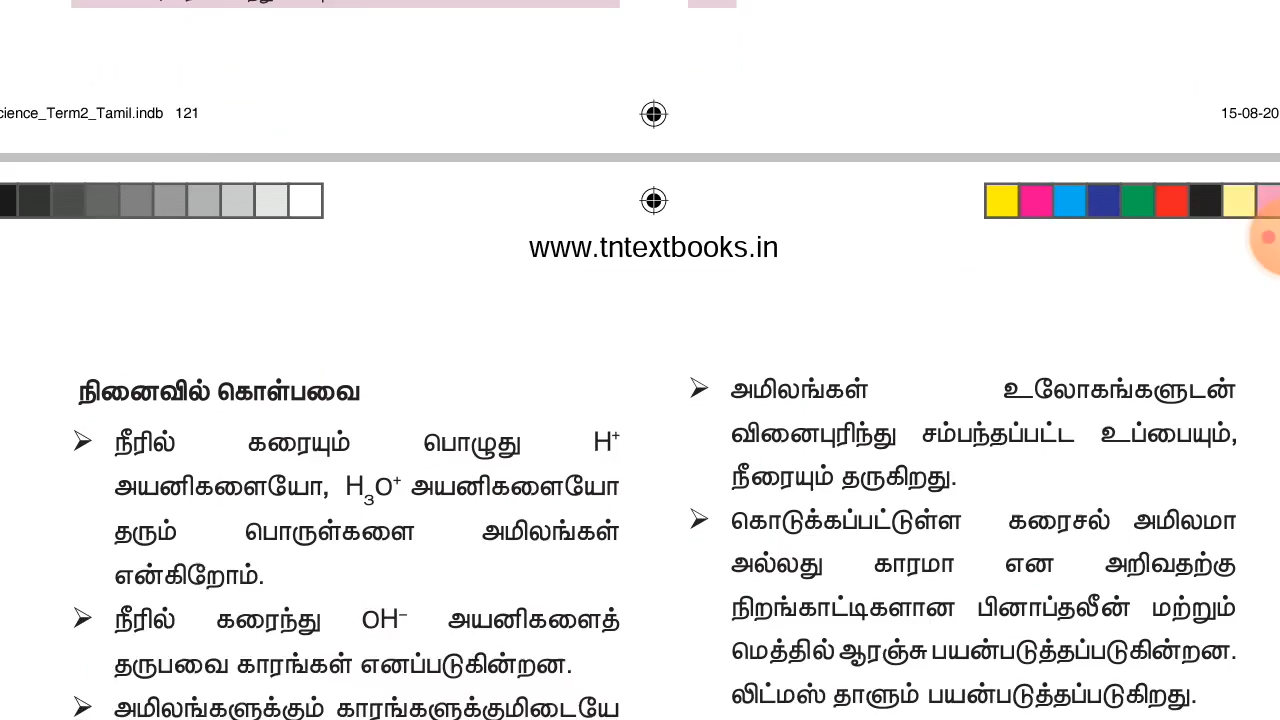 cience_Term2_Tamil.indb 121
15-08-20
www.tntextbooks.in
நினைவில் கொள்பவை
➢ நீரில் கரையும் பொழுது H⁺
அயனிகளையோ, H₃O⁺ அயனிகளையோ
தரும் பொருள்களை அமிலங்கள்
என்கிறோம்.
➢ நீரில் கரைந்து OH⁻ அயனிகளைத்
தருபவை காரங்கள் எனப்படுகின்றன.
➢ அமிலங்களுக்கும் காரங்களுக்குமிடையே
➢ அமிலங்கள் உலோகங்களுடன்
வினைபுரிந்து சம்பந்தப்பட்ட உப்பையும்,
நீரையும் தருகிறது.
➢ கொடுக்கப்பட்டுள்ள கரைசல் அமிலமா
அல்லது காரமா என அறிவதற்கு
நிறங்காட்டிகளான பினாப்தலீன் மற்றும்
மெத்தில் ஆரஞ்சு பயன்படுத்தப்படுகின்றன.
லிட்மஸ் தாளும் பயன்படுத்தப்படுகிறது.